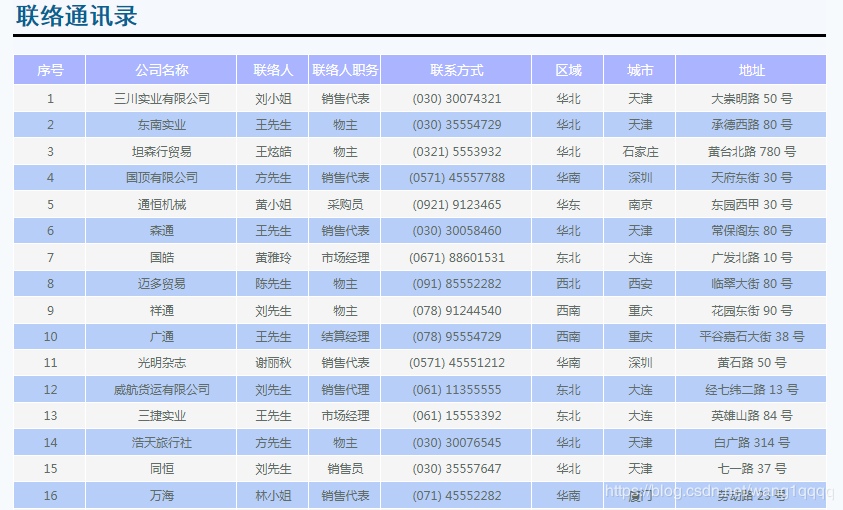 联络通讯录
序号 公司名称 联络人 联络人职务 联系方式 区域 城市 地址
1 三川实业有限公司 刘小姐 销售代表 (030) 30074321 华北 天津 大崇明路 50 号
2 东南实业 王先生 物主 (030) 35554729 华北 天津 承德西路 80 号
3 坦森行贸易 王炫皓 物主 (0321) 5553932 华北 石家庄 黄台北路 780 号
4 国顶有限公司 方先生 销售代表 (0571) 45557788 华南 深圳 天府东街 30 号
5 通恒机械 黄小姐 采购员 (0921) 9123465 华东 南京 东园西甲 30 号
6 森通 王先生 销售代表 (030) 30058460 华北 天津 常保阁东 80 号
7 国皓 黄雅玲 市场经理 (0671) 88601531 东北 大连 广发北路 10 号
8 迈多贸易 陈先生 物主 (091) 85552282 西北 西安 临翠大街 80 号
9 祥通 刘先生 物主 (078) 91244540 西南 重庆 花园东街 90 号
10 广通 王先生 结算经理 (078) 95554729 西南 重庆 平谷嘉石大街 38 号
11 光明杂志 谢丽秋 销售代表 (0571) 45551212 华南 深圳 黄石路 50 号
12 威航货运有限公司 刘先生 销售代理 (061) 11355555 东北 大连 经七纬二路 13 号
13 三捷实业 王先生 市场经理 (061) 15553392 东北 大连 英雄山路 84 号
14 浩天旅行社 方先生 物主 (030) 30076545 华北 天津 白广路 314 号
15 同恒 刘先生 销售员 (030) 35557647 华北 天津 七一路 37 号
16 万海 林小姐 销售代表 (071) 45552282 华南 厦门 劳动路 23 号
https://blog.csdn.net/wang1qqqq